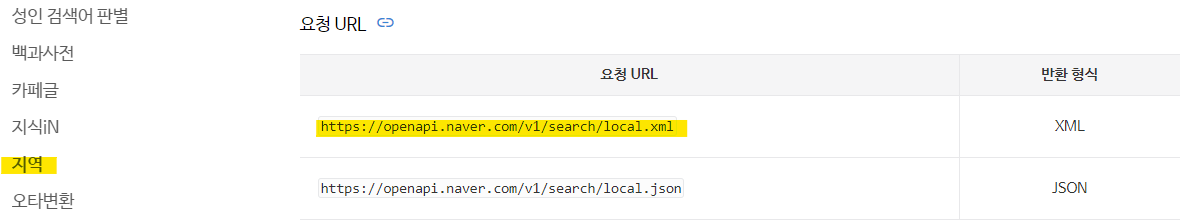 성인 검색어 판별
백과사전
카페글
지식iN
지역
오타변환
요청 URL
요청 URL 반환 형식
https://openapi.naver.com/v1/search/local.xml XML
https://openapi.naver.com/v1/search/local.json JSON